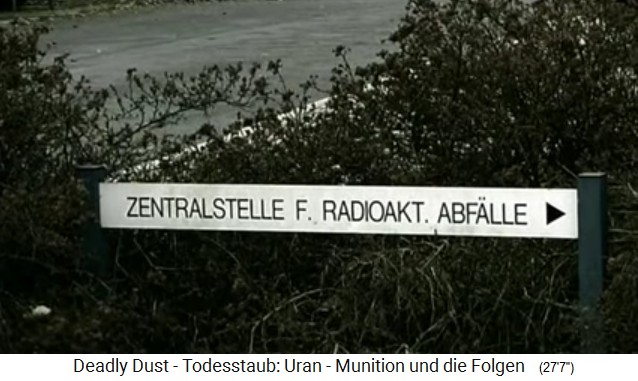 ZENTRALSTELLE F. RADIOAKT. ABFÄLLE
Deadly Dust - Todesstaub: Uran - Munition und die Folgen (27'7")